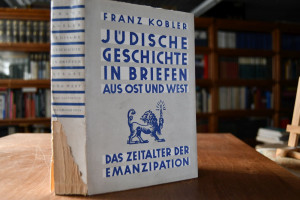 FRANZ KOBLER
JÜDISCHE
GESCHICHTE
IN BRIEFEN
AUS OST UND WEST
DAS ZEITALTER DER
EMANZIPATION